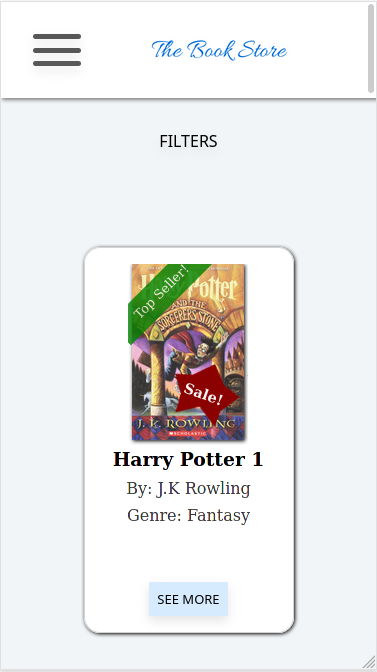 The Book Store
FILTERS
Top Seller!
Harry Potter
AND THE
SORCERER'S STONE
Sale!
J. K. ROWLING
SCHOLASTIC
Harry Potter 1
By: J.K Rowling
Genre: Fantasy
SEE MORE